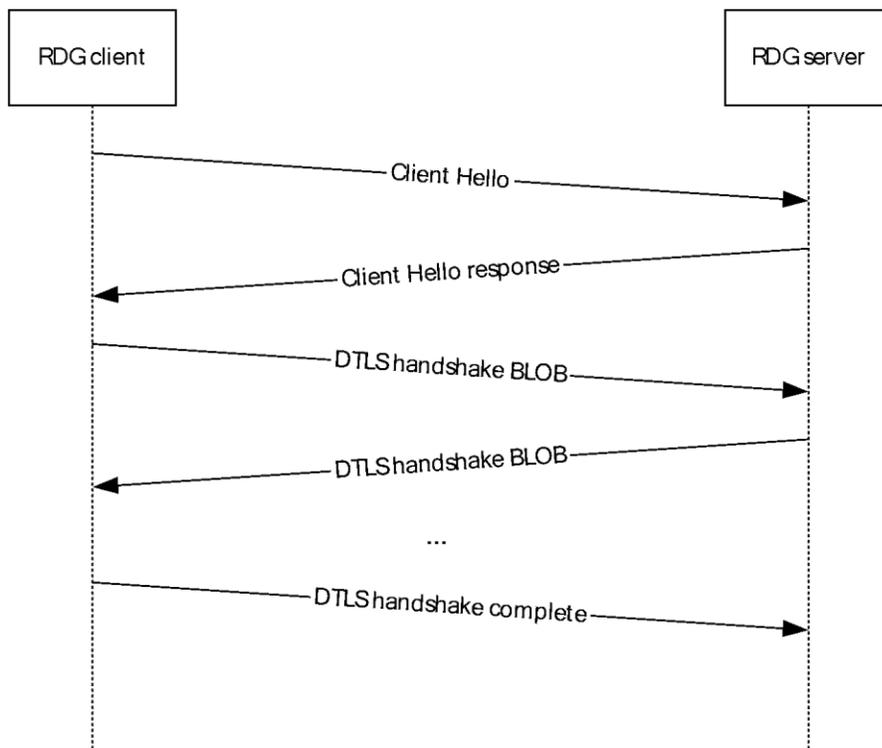 RDG client
RDG server
Client Hello
Client Hello response
DTLS handshake BLOB
DTLS handshake BLOB
...
DTLS handshake complete